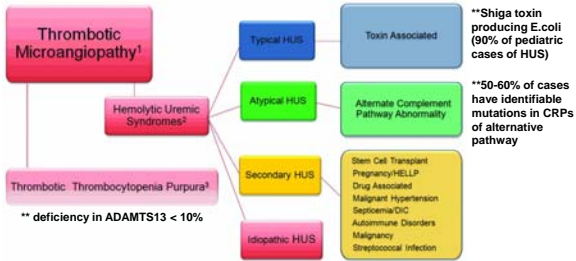 Thrombotic
Microangiopathy¹
Hemolytic Uremic
Syndromes²
Thrombotic Thrombocytopenia Purpura³
** deficiency in ADAMTS13 < 10%
Typical HUS
Toxin Associated
**Shiga toxin
producing E.coli
(90% of pediatric
cases of HUS)
Atypical HUS
Alternate Complement
Pathway Abnormality
**50-60% of cases
have identifiable
mutations in CRPs
of alternative
pathway
Secondary HUS
Stem Cell Transplant
Pregnancy/HELLP
Drug Associated
Malignant Hypertension
Septicemia/DIC
Autoimmune Disorders
Malignancy
Streptococcal Infection
Idiopathic HUS